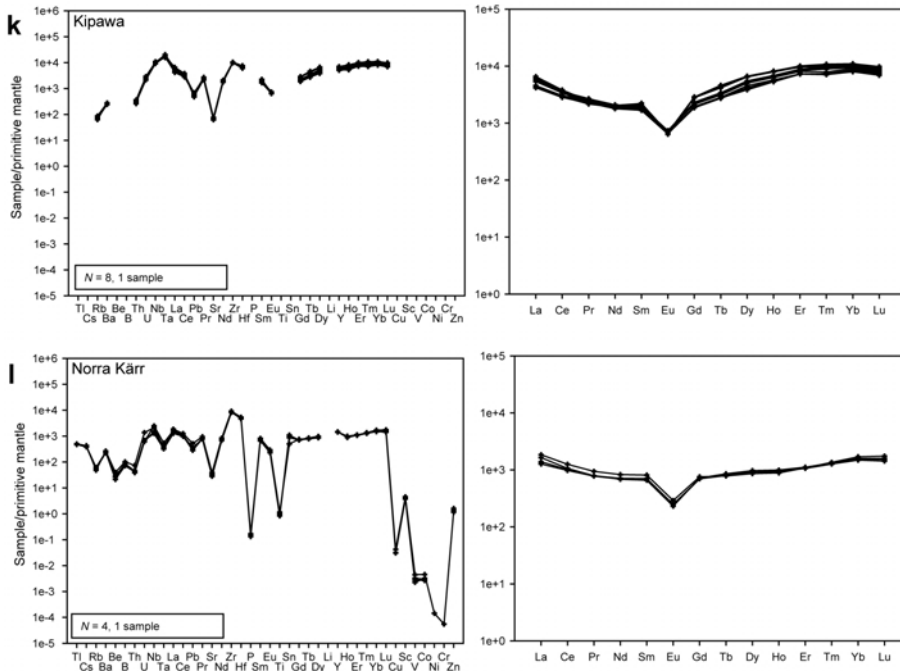 k
Kipawa
Sample/primitive mantle
1e+6
1e+5
1e+4
1e+3
1e+2
1e+1
1e+0
1e-1
1e-2
1e-3
1e-4
1e-5
N = 8, 1 sample
Tl Rb Be Th Nb La Pb Sr Zr P Eu Sn Tb Li Ho Tm Lu Sc Co Cr
Cs Ba B U Ta Ce Pr Nd Hf Sm Ti Gd Dy Y Er Yb Cu V Ni Zn
1e+5
1e+4
1e+3
1e+2
1e+1
1e+0
La Ce Pr Nd Sm Eu Gd Tb Dy Ho Er Tm Yb Lu
l
Norra Kärr
Sample/primitive mantle
1e+6
1e+5
1e+4
1e+3
1e+2
1e+1
1e+0
1e-1
1e-2
1e-3
1e-4
1e-5
N = 4, 1 sample
Tl Rb Be Th Nb La Pb Sr Zr P Eu Sn Tb Li Ho Tm Lu Sc Co Cr
Cs Ba B U Ta Ce Pr Nd Hf Sm Ti Gd Dy Y Er Yb Cu V Ni Zn
1e+5
1e+4
1e+3
1e+2
1e+1
1e+0
La Ce Pr Nd Sm Eu Gd Tb Dy Ho Er Tm Yb Lu